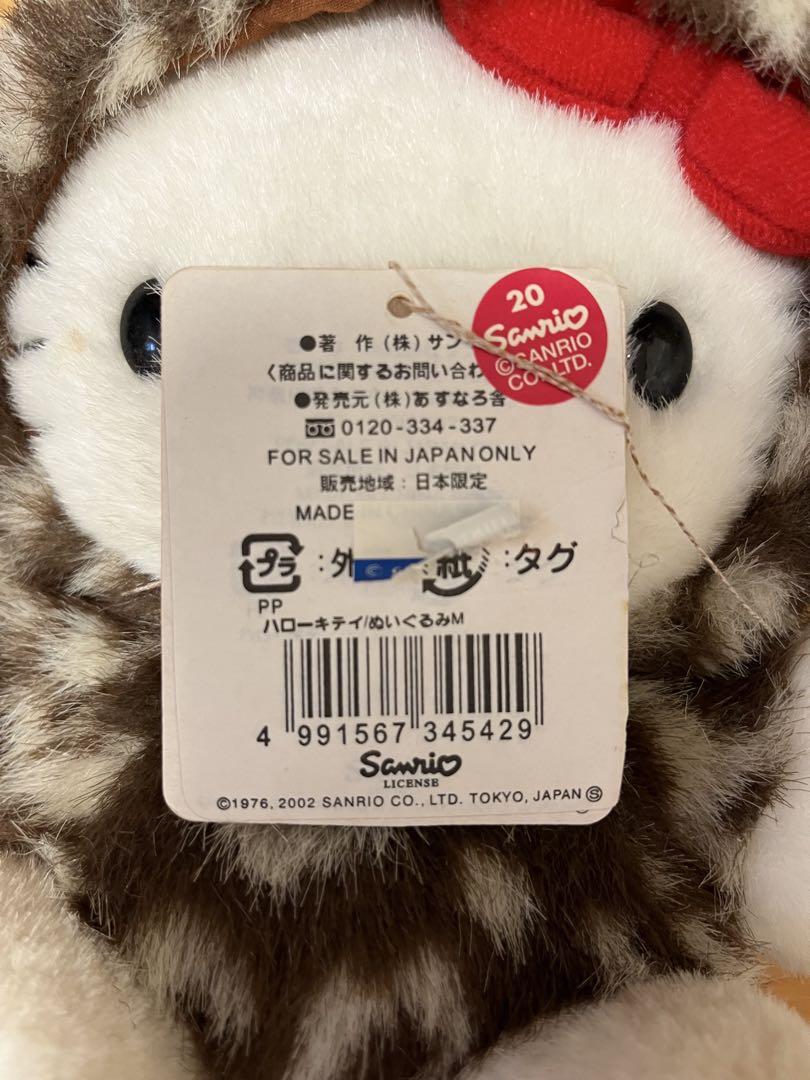 ●著 作(株)サン
〈商品に関するお問い合わ
●発売元(株)あすなろ舎
0120-334-337
FOR SALE IN JAPAN ONLY
販売地域:日本限定
MADE
プラ :外 紙 :タグ
PP
ハローキティ/ぬいぐるみM
4 991567 345429
Sanrio
LICENSE
©1976, 2002 SANRIO CO., LTD. TOKYO, JAPAN Ⓢ
20
Sanrio
©SANRIO
CO.,LTD.